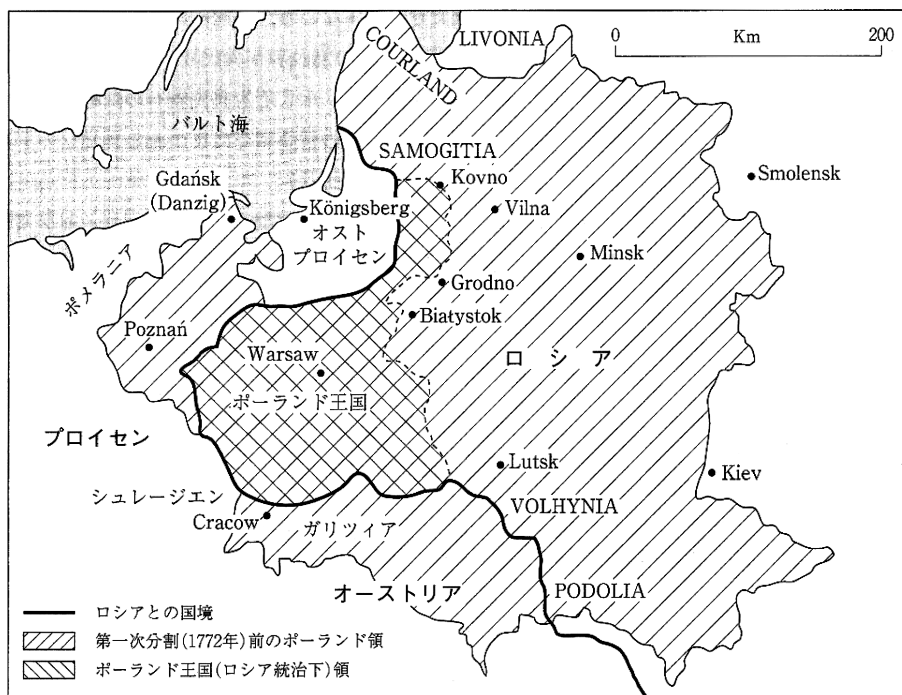 LIVONIA
0
Km
200
COURLAND
バルト海
SAMOGITIA
Kovno
Smolensk
Gdańsk
(Danzig)
Königsberg
オスト
プロイセン
Vilna
Minsk
ポメラニア
Grodno
Białystok
Poznań
Warsaw
ロシア
ポーランド王国
プロイセン
Lutsk
Kiev
シュレージエン
VOLHYNIA
Cracow
ガリツィア
オーストリア
PODOLIA
ロシアとの国境
第一次分割(1772年)前のポーランド領
ポーランド王国(ロシア統治下)領